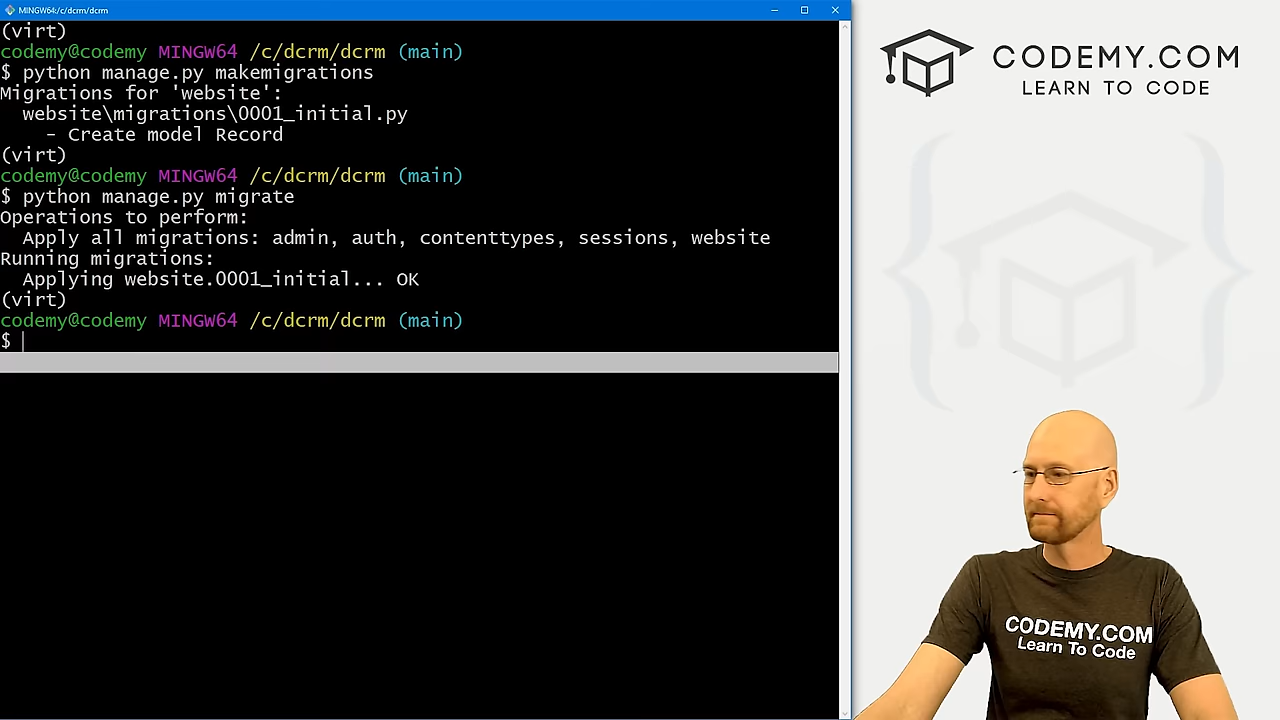 MINGW64:/c/dcrm/dcrm
(virt)
codemy@codemy MINGW64 /c/dcrm/dcrm (main)
$ python manage.py makemigrations
Migrations for 'website':
  website\migrations\0001_initial.py
    - Create model Record
(virt)
codemy@codemy MINGW64 /c/dcrm/dcrm (main)
$ python manage.py migrate
Operations to perform:
  Apply all migrations: admin, auth, contenttypes, sessions, website
Running migrations:
  Applying website.0001_initial... OK
(virt)
codemy@codemy MINGW64 /c/dcrm/dcrm (main)
$
CODEMY.COM
LEARN TO CODE
CODEMY.COM
Learn To Code